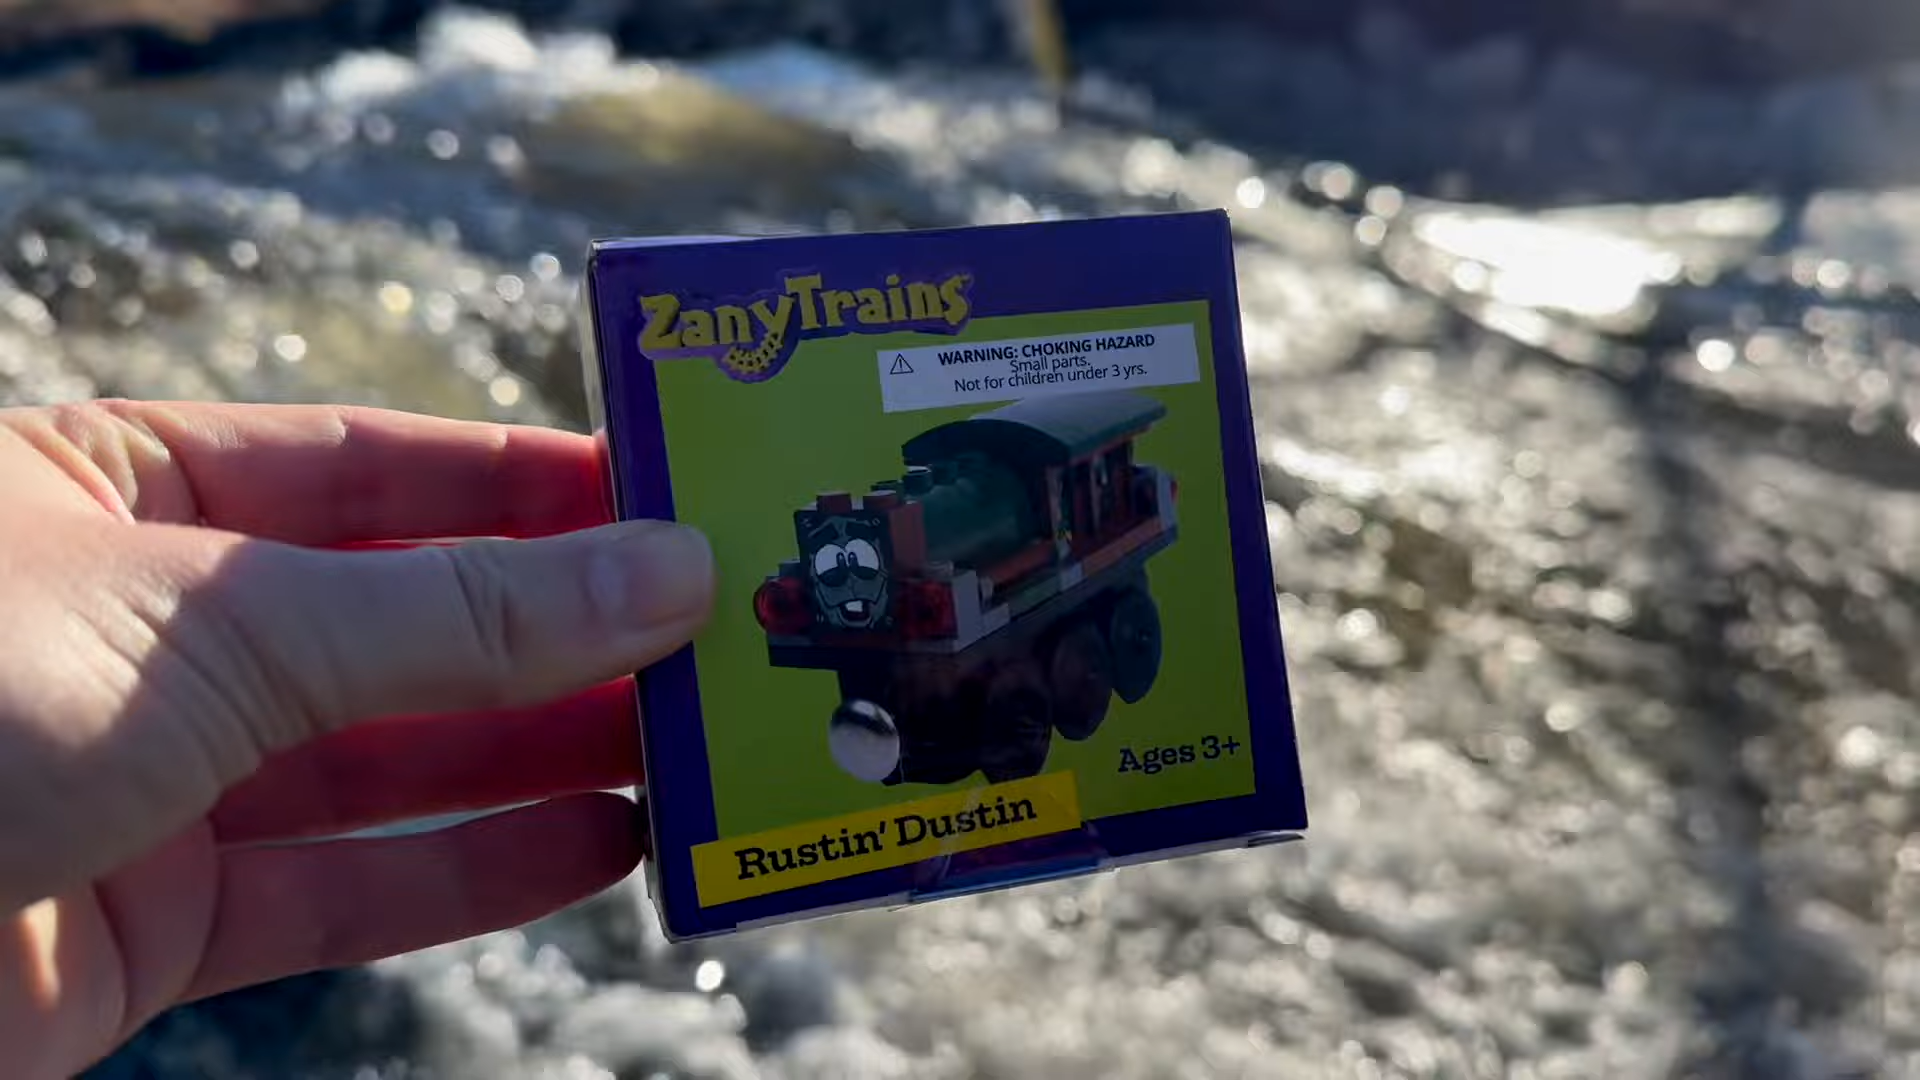 ZanyTrains
WARNING: CHOKING HAZARD
Small parts.
Not for children under 3 yrs.
Ages 3+
Rustin' Dustin